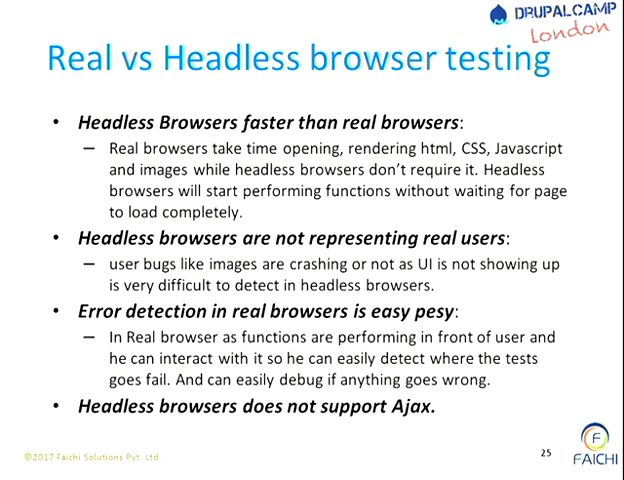 DRUPALCAMP
London
Real vs Headless browser testing
• Headless Browsers faster than real browsers:
– Real browsers take time opening, rendering html, CSS, Javascript
and images while headless browsers don't require it. Headless
browsers will start performing functions without waiting for page
to load completely.
• Headless browsers are not representing real users:
– user bugs like images are crashing or not as UI is not showing up
is very difficult to detect in headless browsers.
• Error detection in real browsers is easy pesy:
– In Real browser as functions are performing in front of user and
he can interact with it so he can easily detect where the tests
goes fail. And can easily debug if anything goes wrong.
• Headless browsers does not support Ajax.
©2017 Faichi Solutions Pvt. Ltd.
25
F
FAICHI